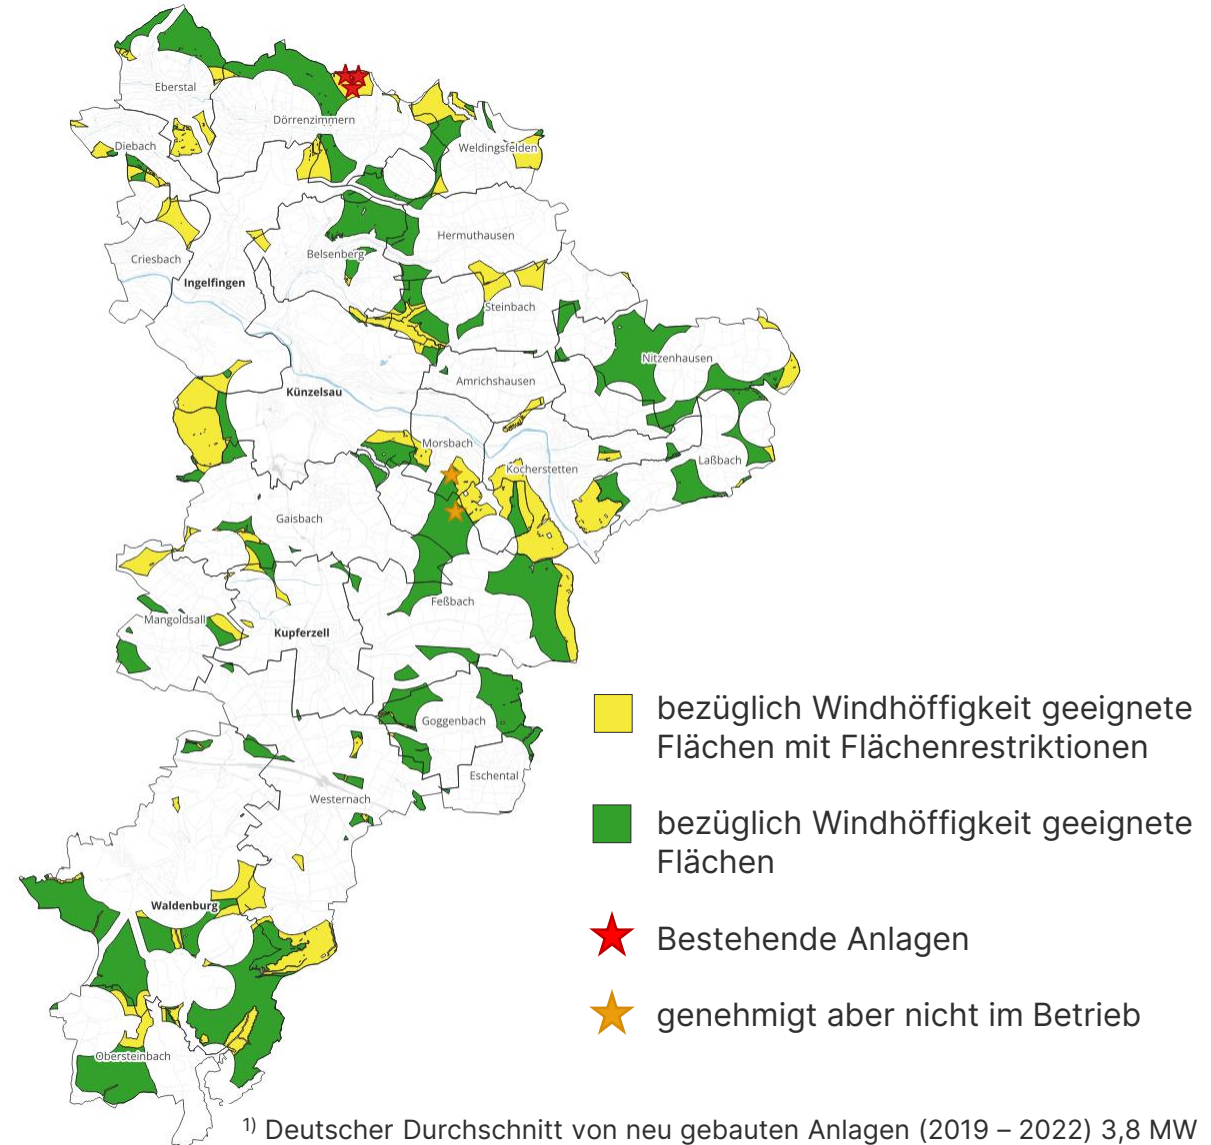 Eberstal
Dörrenzimmern
Diebach
Weldingsfelden
Hermuthausen
Belsenberg
Criesbach
Ingelfingen
Steinbach
Nitzenhausen
Amrichshausen
Künzelsau
Morsbach
Laßbach
Kocherstetten
Gaisbach
Feßbach
Mangoldsall
Kupferzell
bezüglich Windhöffigkeit geeignete
Flächen mit Flächenrestriktionen
Goggenbach
Eschental
Westernach
bezüglich Windhöffigkeit geeignete
Flächen
Waldenburg
Bestehende Anlagen
genehmigt aber nicht im Betrieb
Obersteinbach
1) Deutscher Durchschnitt von neu gebauten Anlagen (2019 – 2022) 3,8 MW